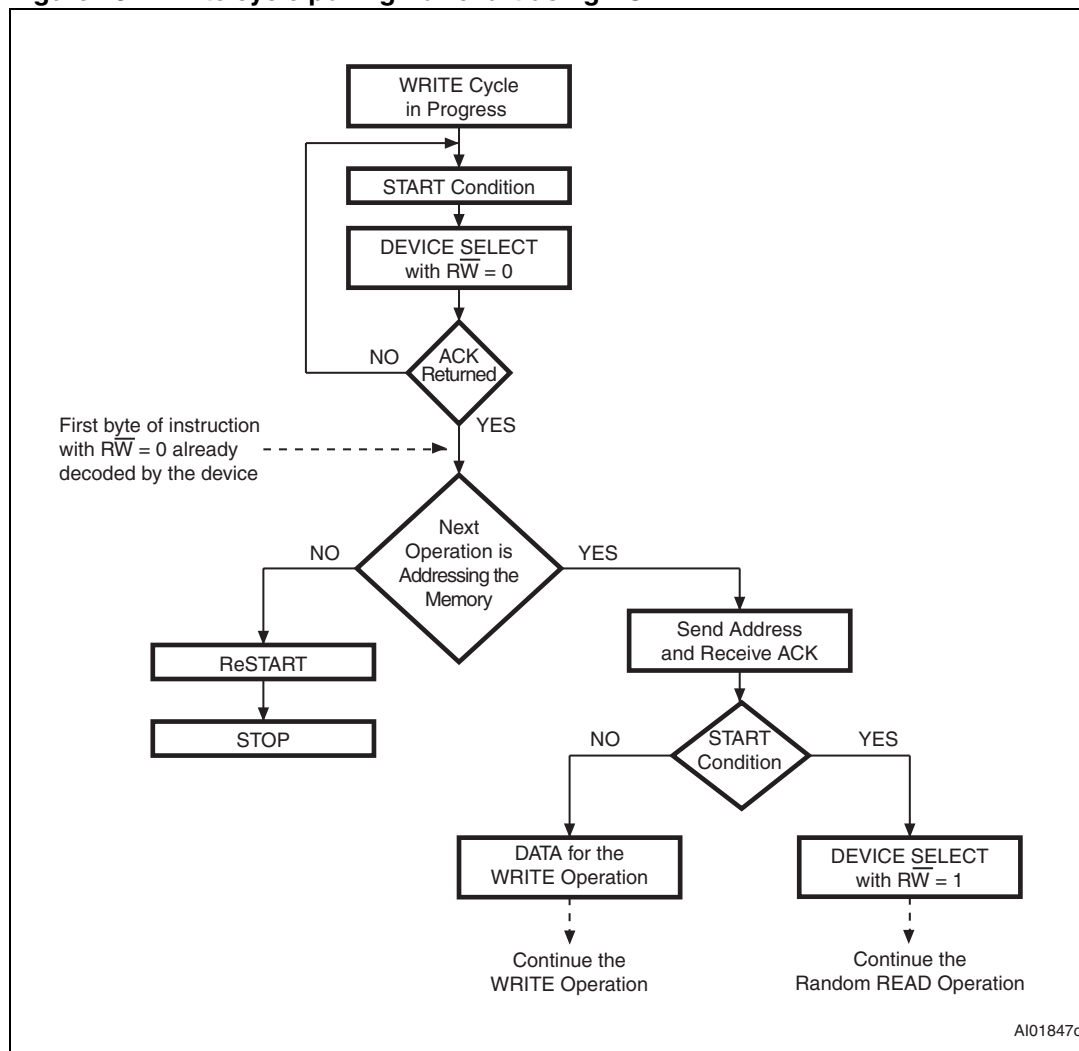 WRITE Cycle
in Progress
START Condition
DEVICE SELECT
with RW̅ = 0
NO
ACK
Returned
YES
First byte of instruction
with RW̅ = 0 already
decoded by the device
Next
Operation is
Addressing the
Memory
NO
YES
Send Address
and Receive ACK
ReSTART
STOP
NO
START
Condition
YES
DATA for the
WRITE Operation
DEVICE SELECT
with RW̅ = 1
Continue the
WRITE Operation
Continue the
Random READ Operation
AI01847c